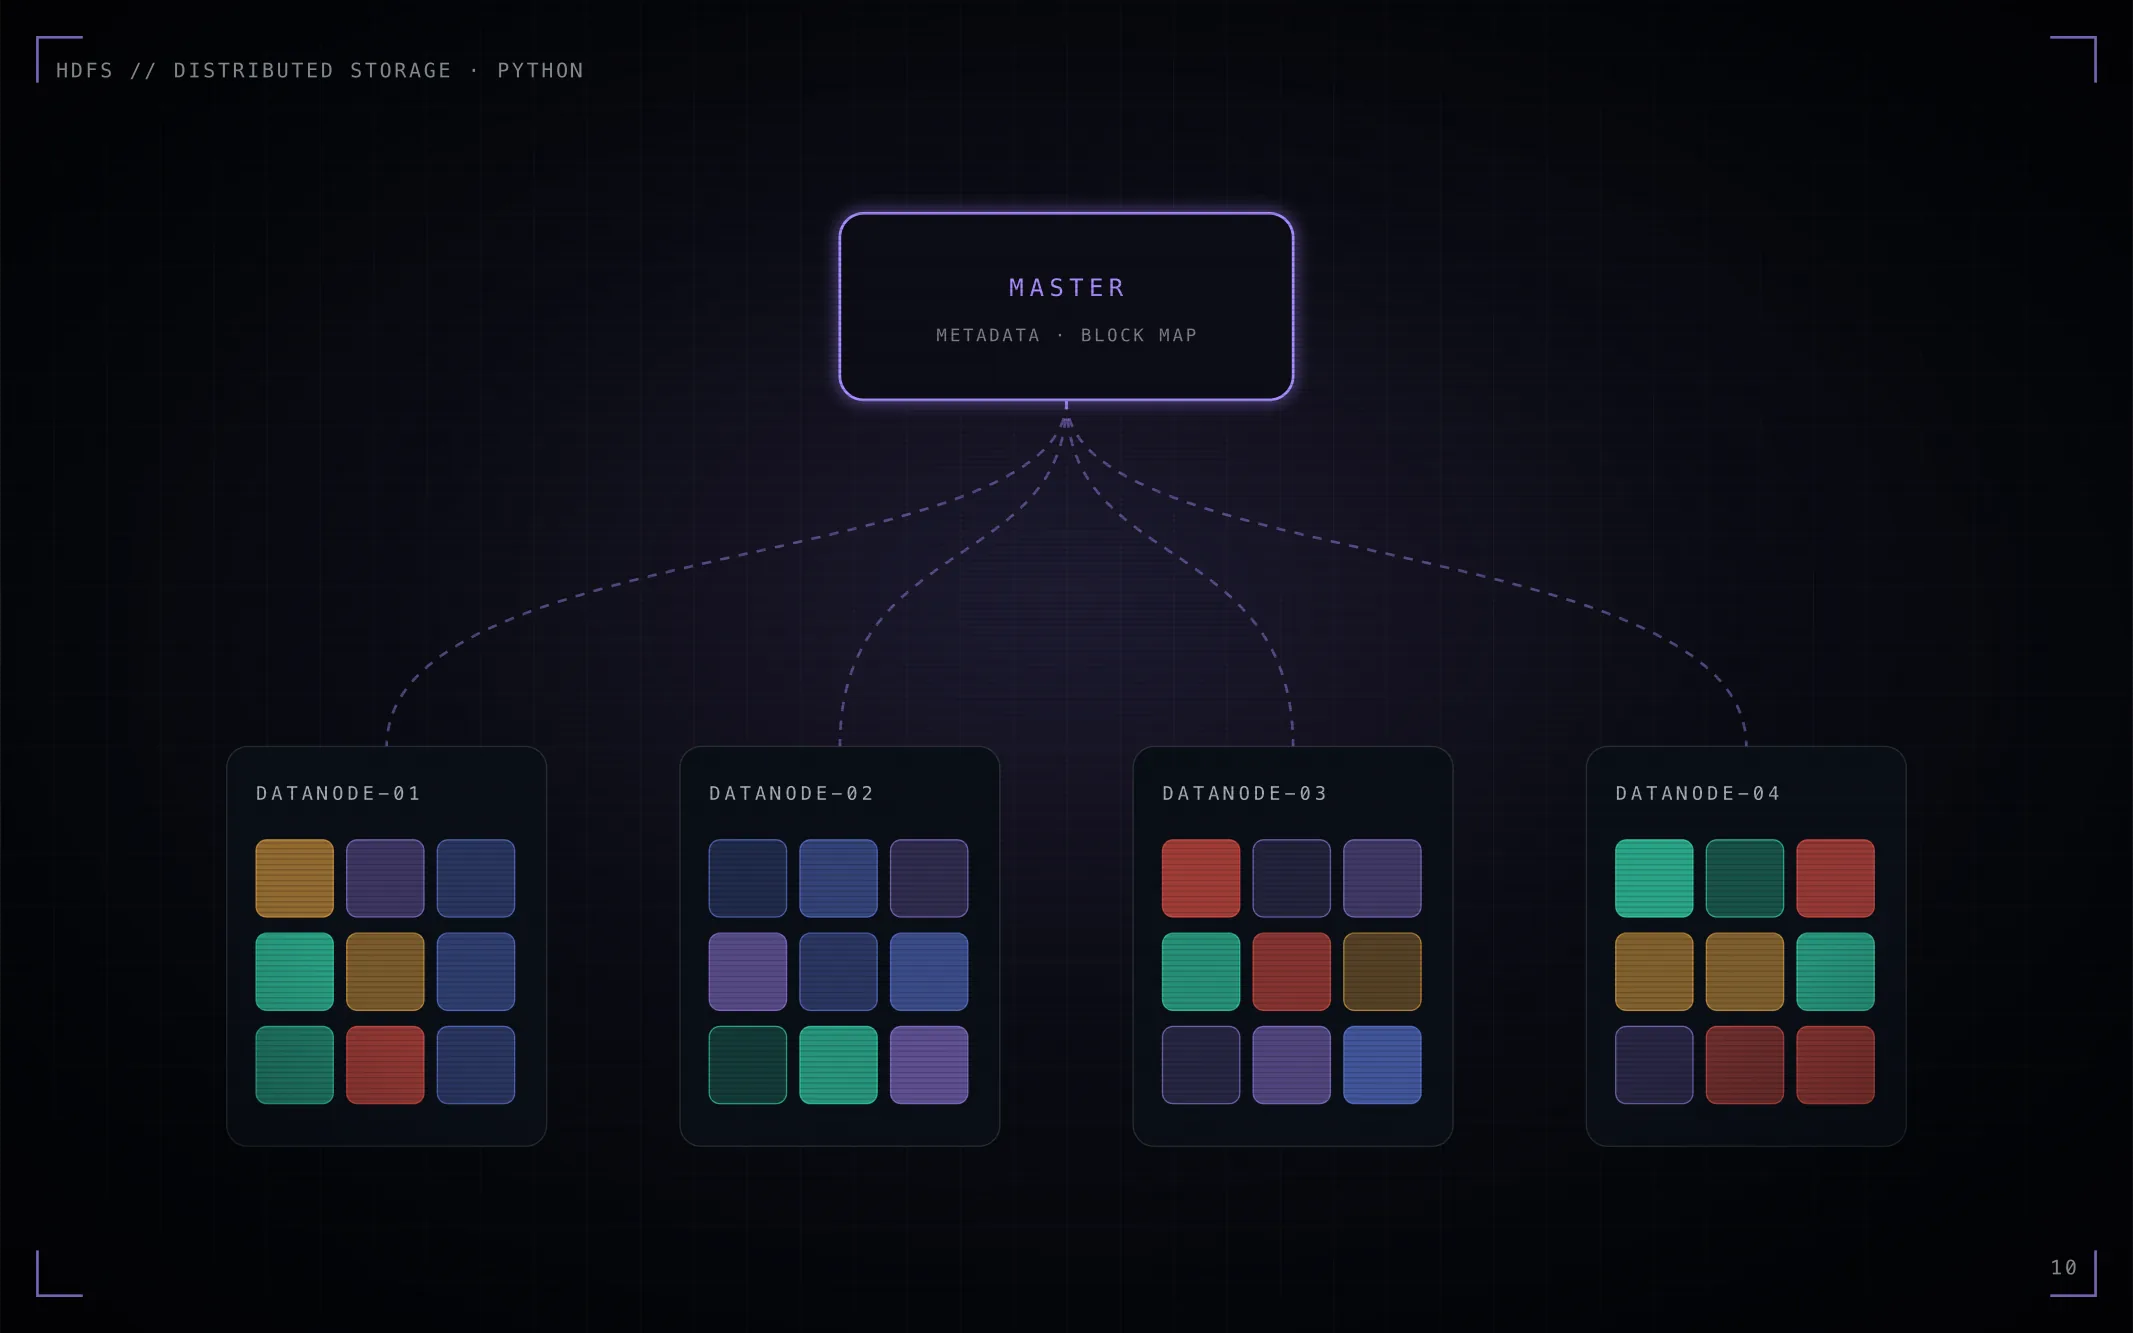 HDFS // DISTRIBUTED STORAGE · PYTHON
MASTER
METADATA · BLOCK MAP
DATANODE–01
DATANODE–02
DATANODE–03
DATANODE–04
10